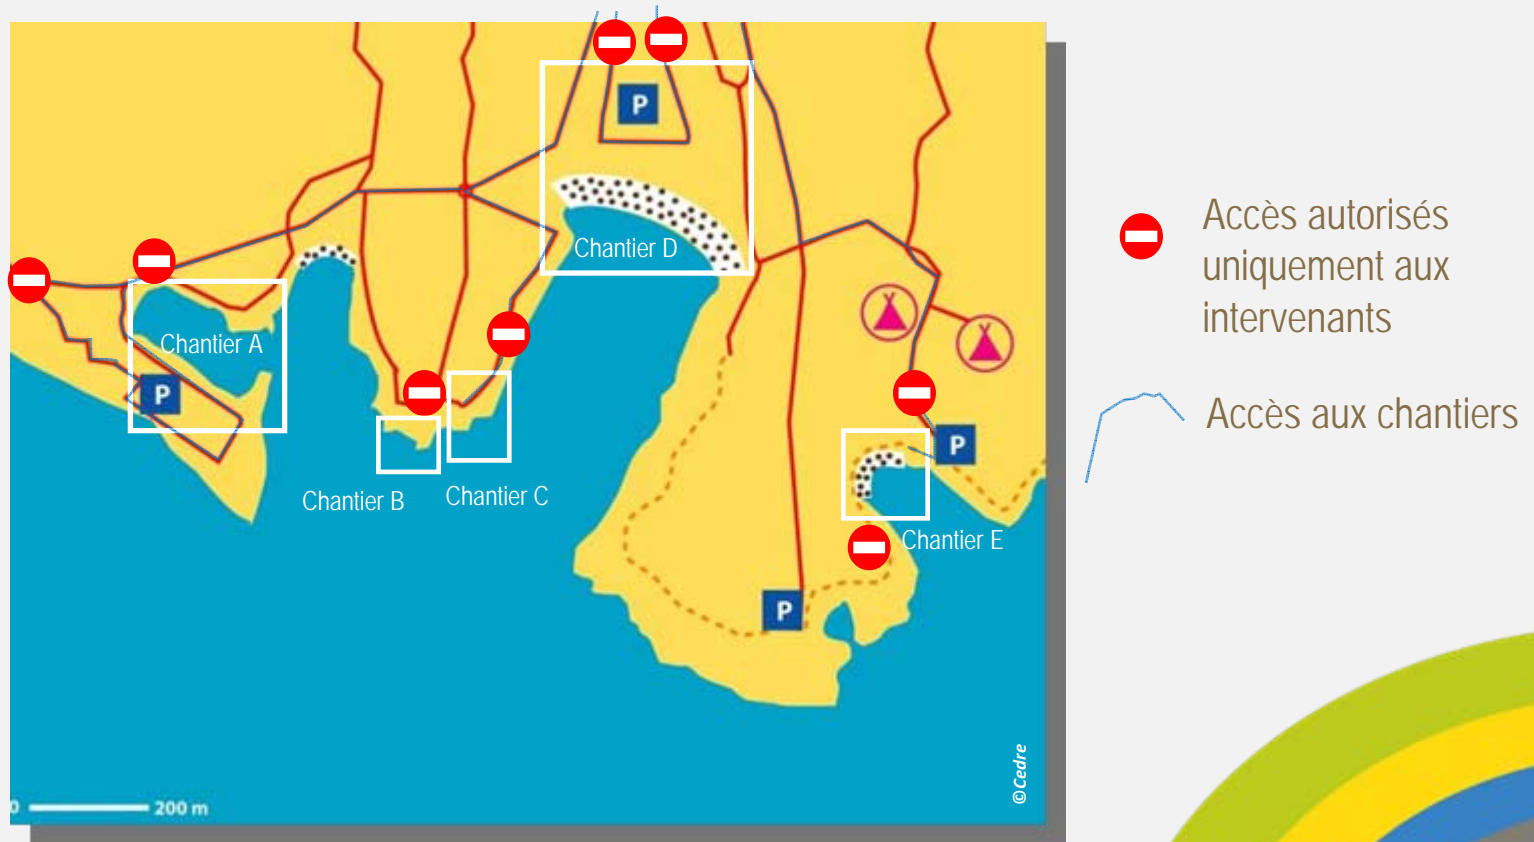 P
Chantier D
Chantier A
P
Chantier B
Chantier C
P
Chantier E
P
©Cedre
0
200 m
Accès autorisés
uniquement aux
intervenants
Accès aux chantiers